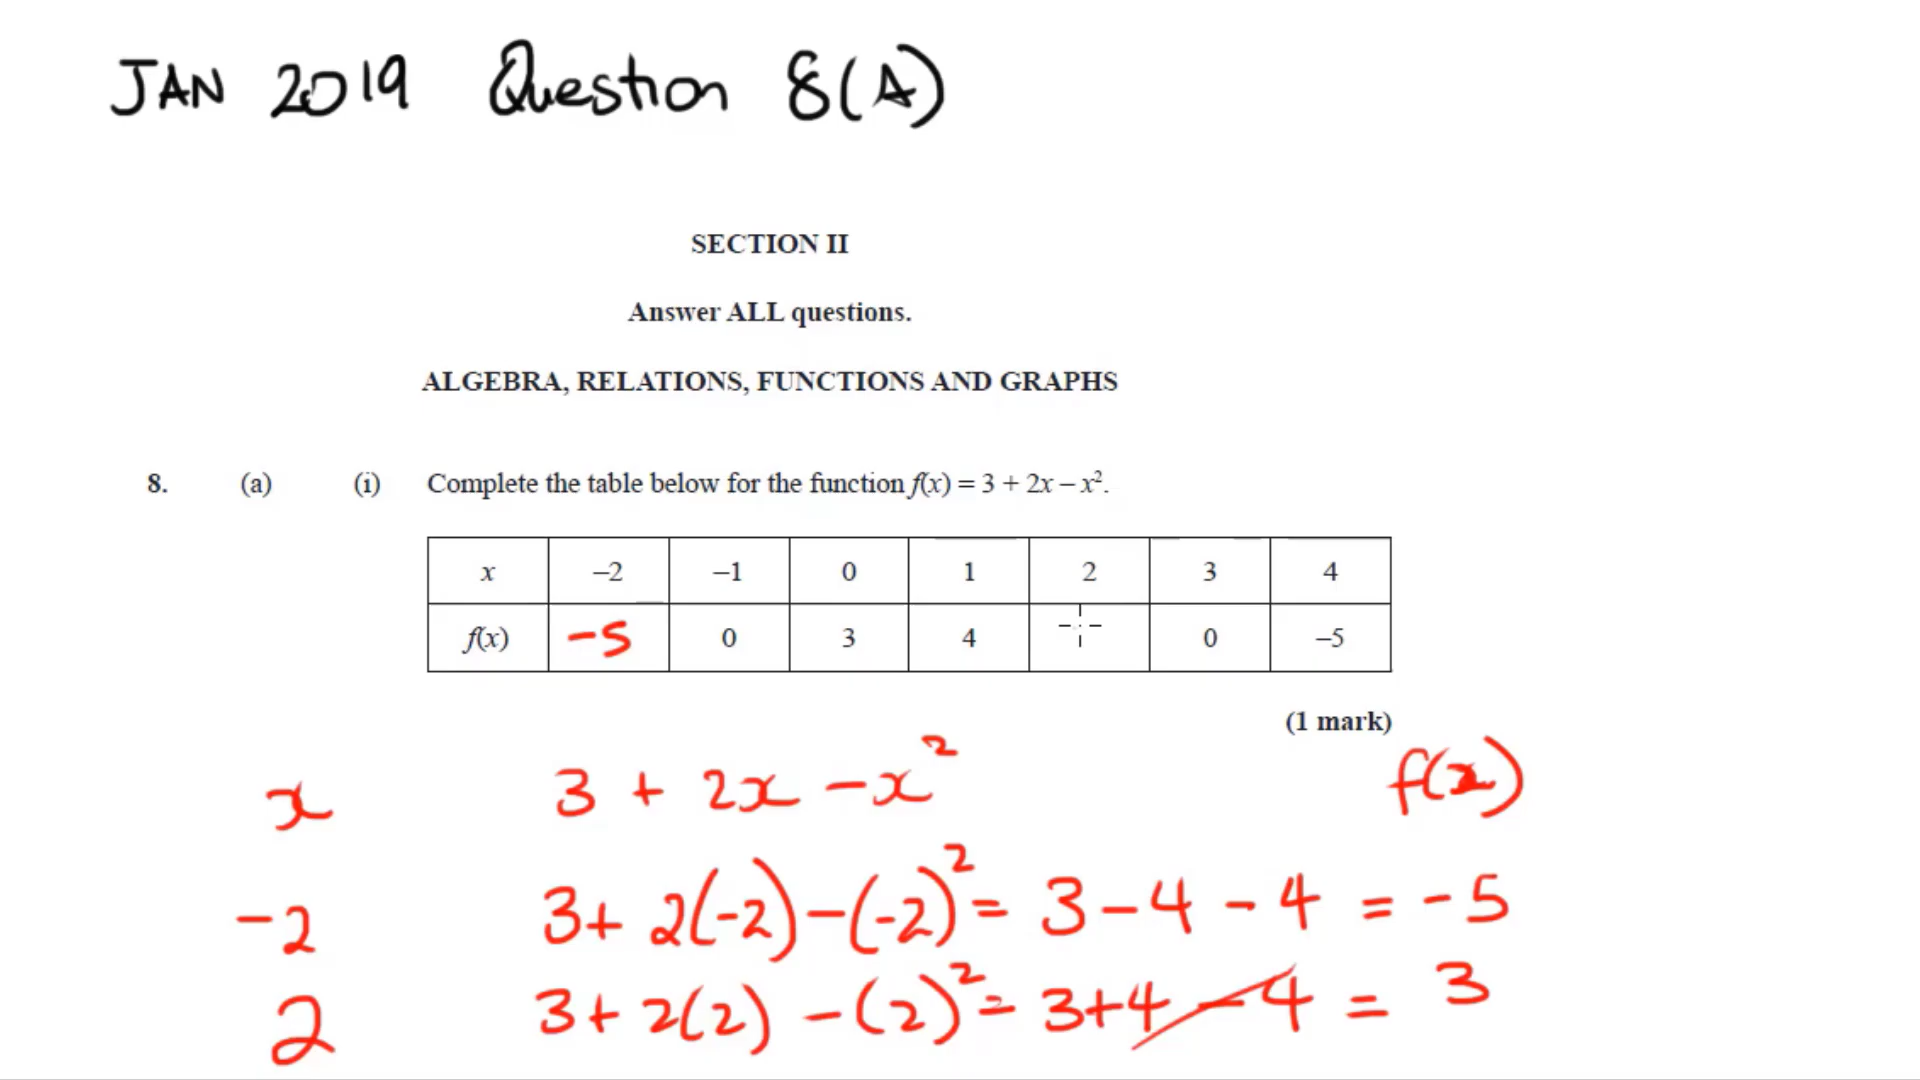 JAN 2019 Question 8(A)
SECTION II
Answer ALL questions.
ALGEBRA, RELATIONS, FUNCTIONS AND GRAPHS
8. (a) (i) Complete the table below for the function f(x) = 3 + 2x – x².
x –2 –1 0 1 2 3 4
f(x) -5 0 3 4 0 –5
(1 mark)
x 3 + 2x - x² f(x)
-2 3 + 2(-2) - (-2)² = 3 - 4 - 4 = -5
2 3 + 2(2) - (2)² = 3 + 4 - 4 = 3